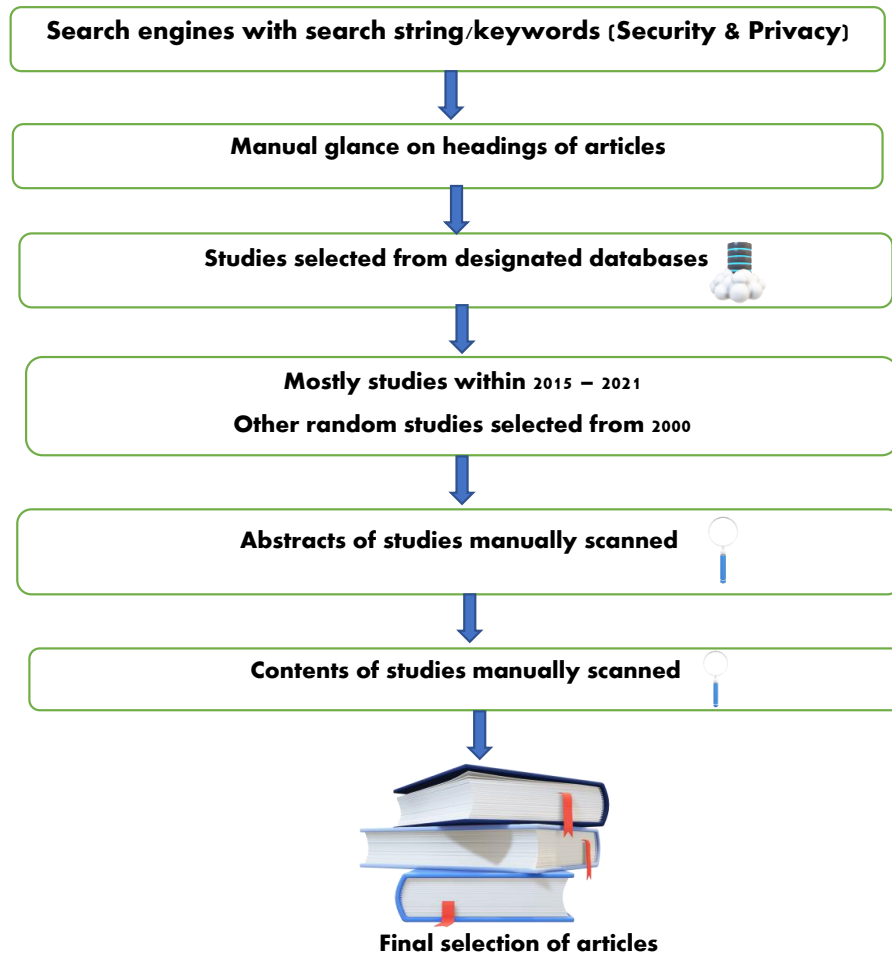 Search engines with search string/keywords (Security & Privacy)
Manual glance on headings of articles
Studies selected from designated databases
Mostly studies within 2015 – 2021
Other random studies selected from 2000
Abstracts of studies manually scanned
Contents of studies manually scanned
Final selection of articles